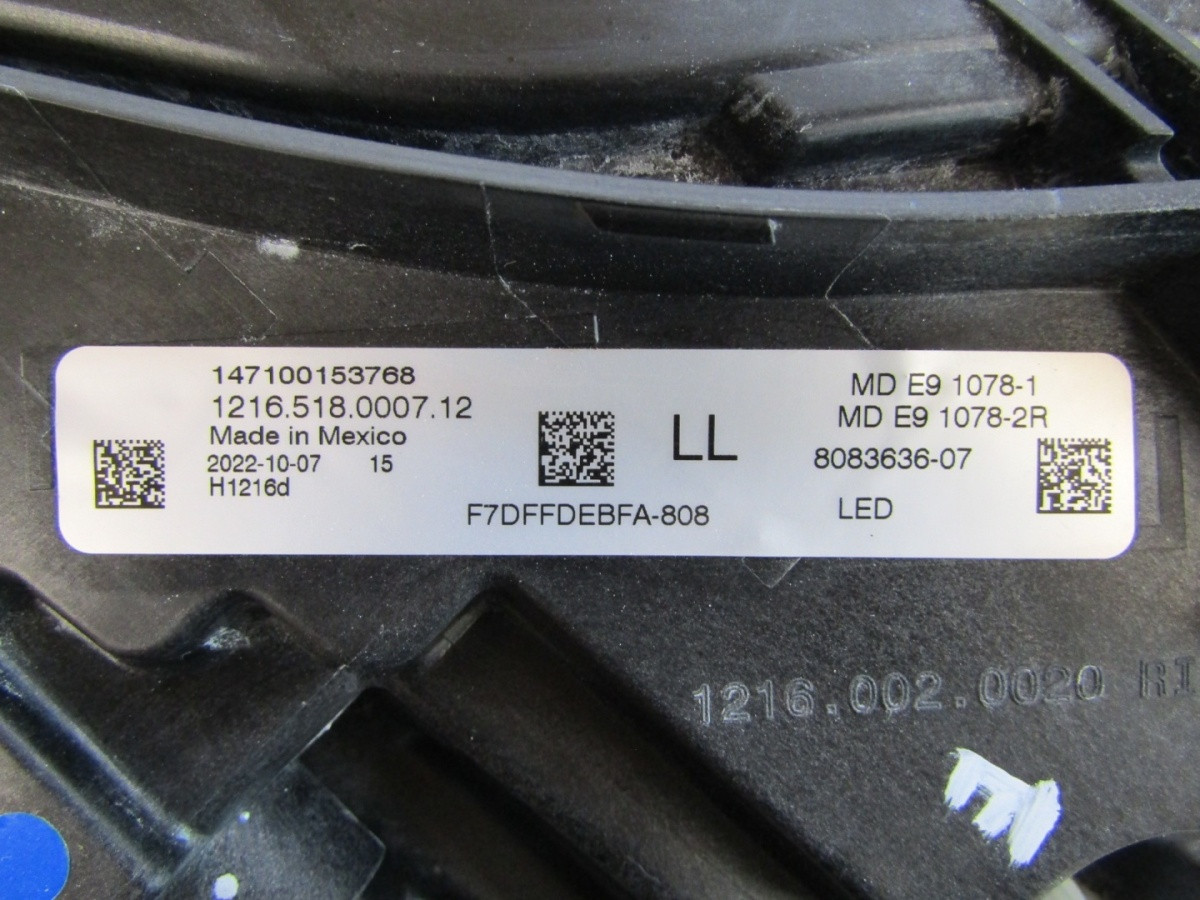 147100153768
1216.518.0007.12
Made in Mexico
2022-10-07 15
H1216d
F7DFFDEBFA-808
LL
MD E9 1078-1
MD E9 1078-2R
8083636-07
LED
1216.002.0020 RI